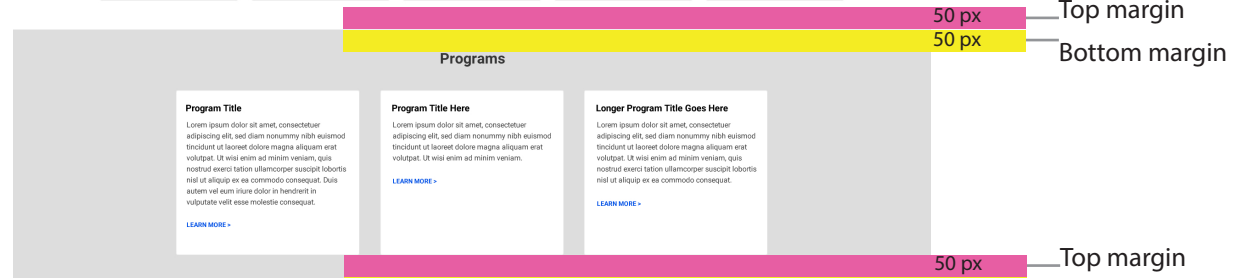 50 px
Top margin
50 px
Bottom margin
Programs
Program Title
Lorem ipsum dolor sit amet, consectetuer
adipiscing elit, sed diam nonummy nibh euismod
tincidunt ut laoreet dolore magna aliquam erat
volutpat. Ut wisi enim ad minim veniam, quis
nostrud exerci tation ullamcorper suscipit lobortis
nisl ut aliquip ex ea commodo consequat. Duis
autem vel eum iriure dolor in hendrerit in
vulputate velit esse molestie consequat.
LEARN MORE >
Program Title Here
Lorem ipsum dolor sit amet, consectetuer
adipiscing elit, sed diam nonummy nibh euismod
tincidunt ut laoreet dolore magna aliquam erat
volutpat. Ut wisi enim ad minim veniam.
LEARN MORE >
Longer Program Title Goes Here
Lorem ipsum dolor sit amet, consectetuer
adipiscing elit, sed diam nonummy nibh euismod
tincidunt ut laoreet dolore magna aliquam erat
volutpat. Ut wisi enim ad minim veniam, quis
nostrud exerci tation ullamcorper suscipit lobortis
nisl ut aliquip ex ea commodo consequat.
LEARN MORE >
50 px
Top margin